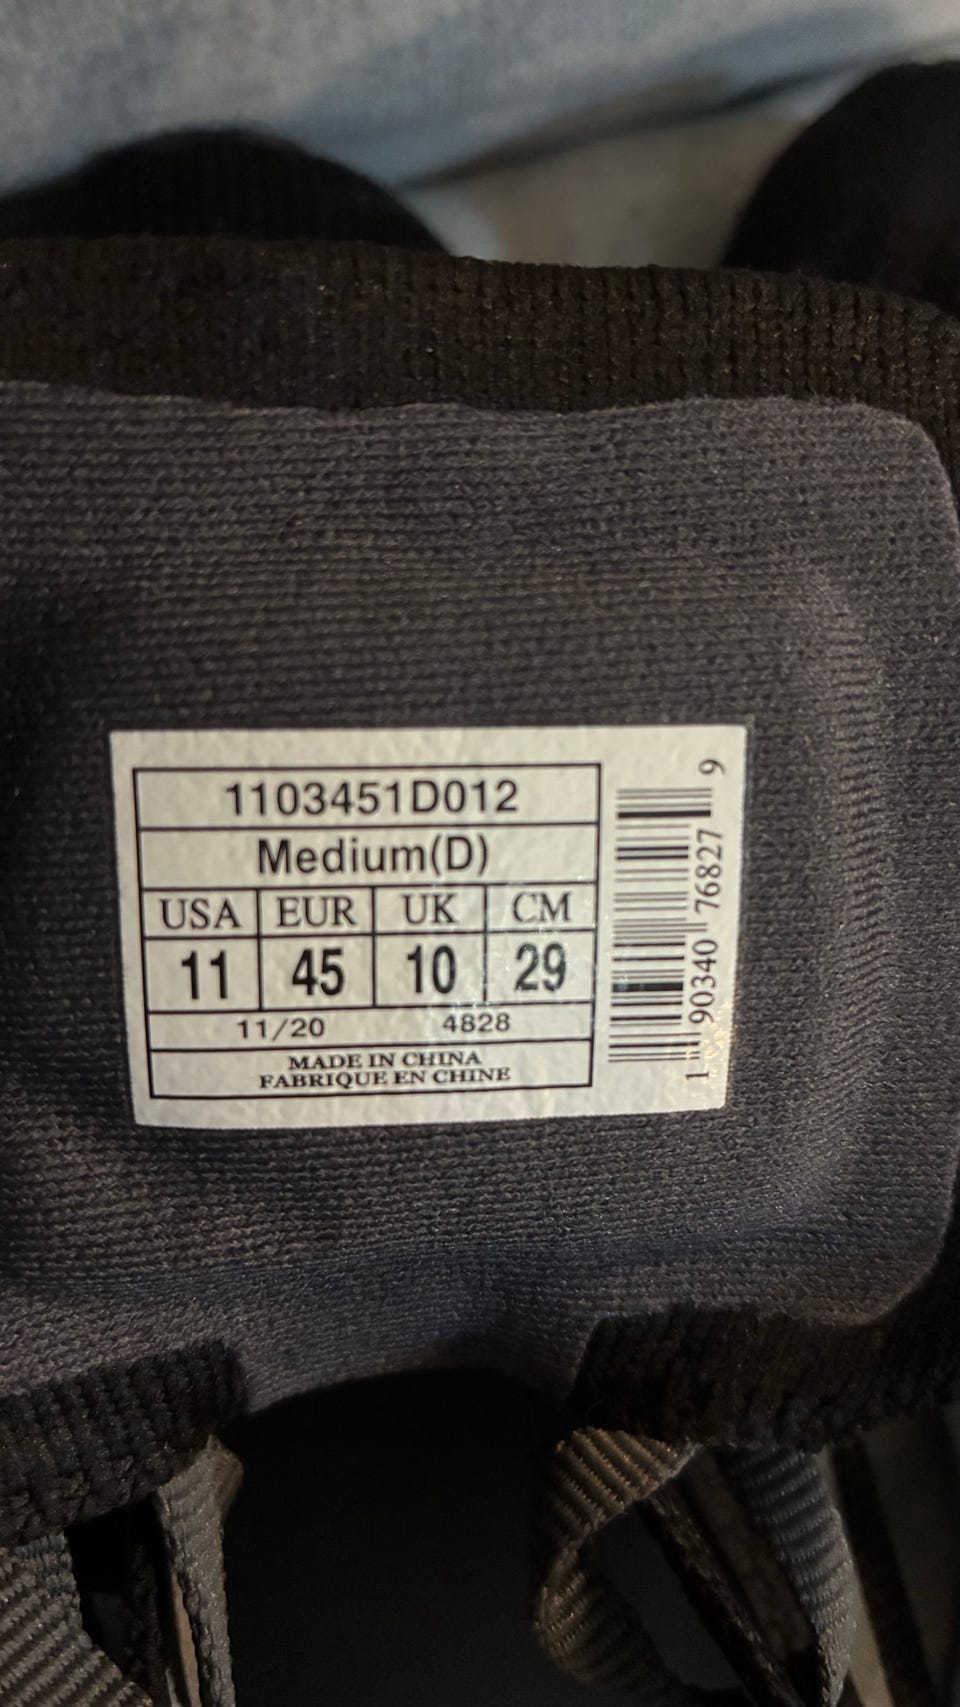 1103451D012
Medium(D)
USA EUR UK CM
11 45 10 29
11/20 4828
MADE IN CHINA
FABRIQUE EN CHINE
1 90340 76827 9